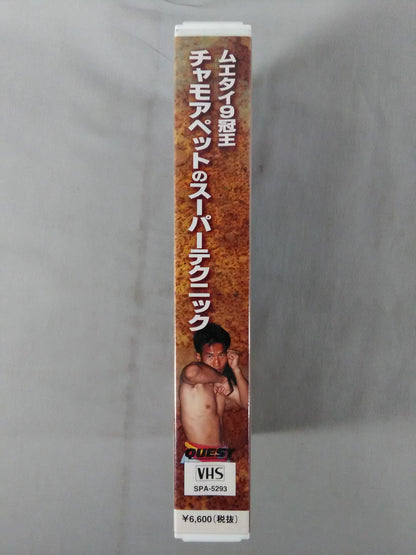 ムエタイ9冠王
チャモアペットのスーパーテクニック
QUEST
VHS
SPA-5293
¥6,600(税抜)